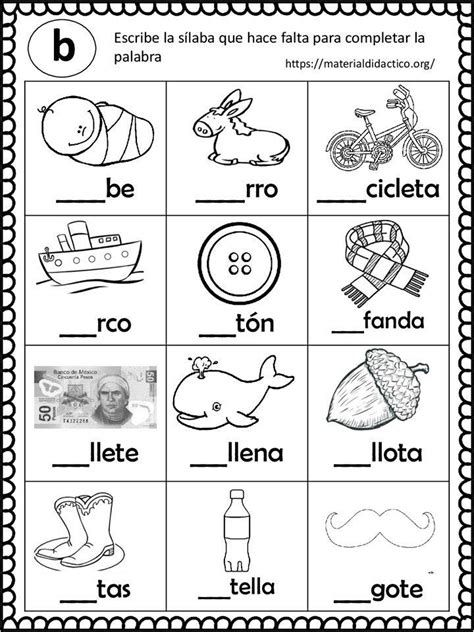 b
Escribe la sílaba que hace falta para completar la
palabra
https://materialdidactico.org/
____be
____rro
____cicleta
___rco
___tón
___fanda
BANCO DE MÉXICO
CINCUENTA PESOS
50
___llete
___llena
___llota
___tas
___tella
___gote